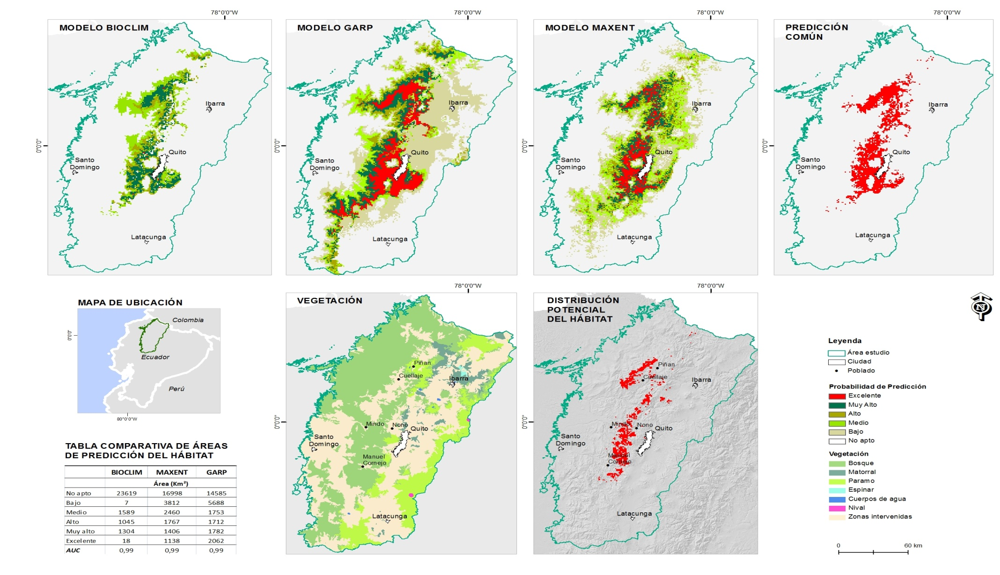 78°0'0"W
MODELO BIOCLIM
0°0'0"
Ibarra
Quito
Santo
Domingo
Latacunga
78°0'0"W
MODELO GARP
0°0'0"
Ibarra
Quito
Santo
Domingo
Latacunga
78°0'0"W
MODELO MAXENT
0°0'0"
Ibarra
Quito
Santo
Domingo
Latacunga
78°0'0"W
PREDICCIÓN
COMÚN
0°0'0"
Ibarra
Quito
Santo
Domingo
Latacunga
MAPA DE UBICACIÓN
Colombia
0°0'0"
Ecuador
Perú
80°0'0"W
TABLA COMPARATIVA DE ÁREAS
DE PREDICCIÓN DEL HÁBITAT
BIOCLIM MAXENT GARP
Área (Km²)
No apto 23619 16998 14585
Bajo 7 3812 5688
Medio 1589 2460 1753
Alto 1045 1767 1712
Muy alto 1304 1406 1782
Excelente 18 1138 2062
AUC 0,99 0,99 0,99
78°0'0"W
VEGETACIÓN
0°0'0"
Piñan
Cuellaje
Ibarra
Mindo
Nono
Quito
Santo
Domingo
Manuel
Cornejo
Latacunga
78°0'0"W
DISTRIBUCIÓN
POTENCIAL
DEL HÁBITAT
0°0'0"
Piñan
Cuellaje
Ibarra
Mindo
Nono
Quito
Santo
Domingo
Manuel
Cornejo
Latacunga
N
Leyenda
Área estudio
Ciudad
Poblado
Probabilidad de Predicción
Excelente
Muy Alto
Alto
Medio
Bajo
No apto
Vegetación
Bosque
Matorral
Paramo
Espinar
Cuerpos de agua
Nival
Zonas intervenidas
0 60 km